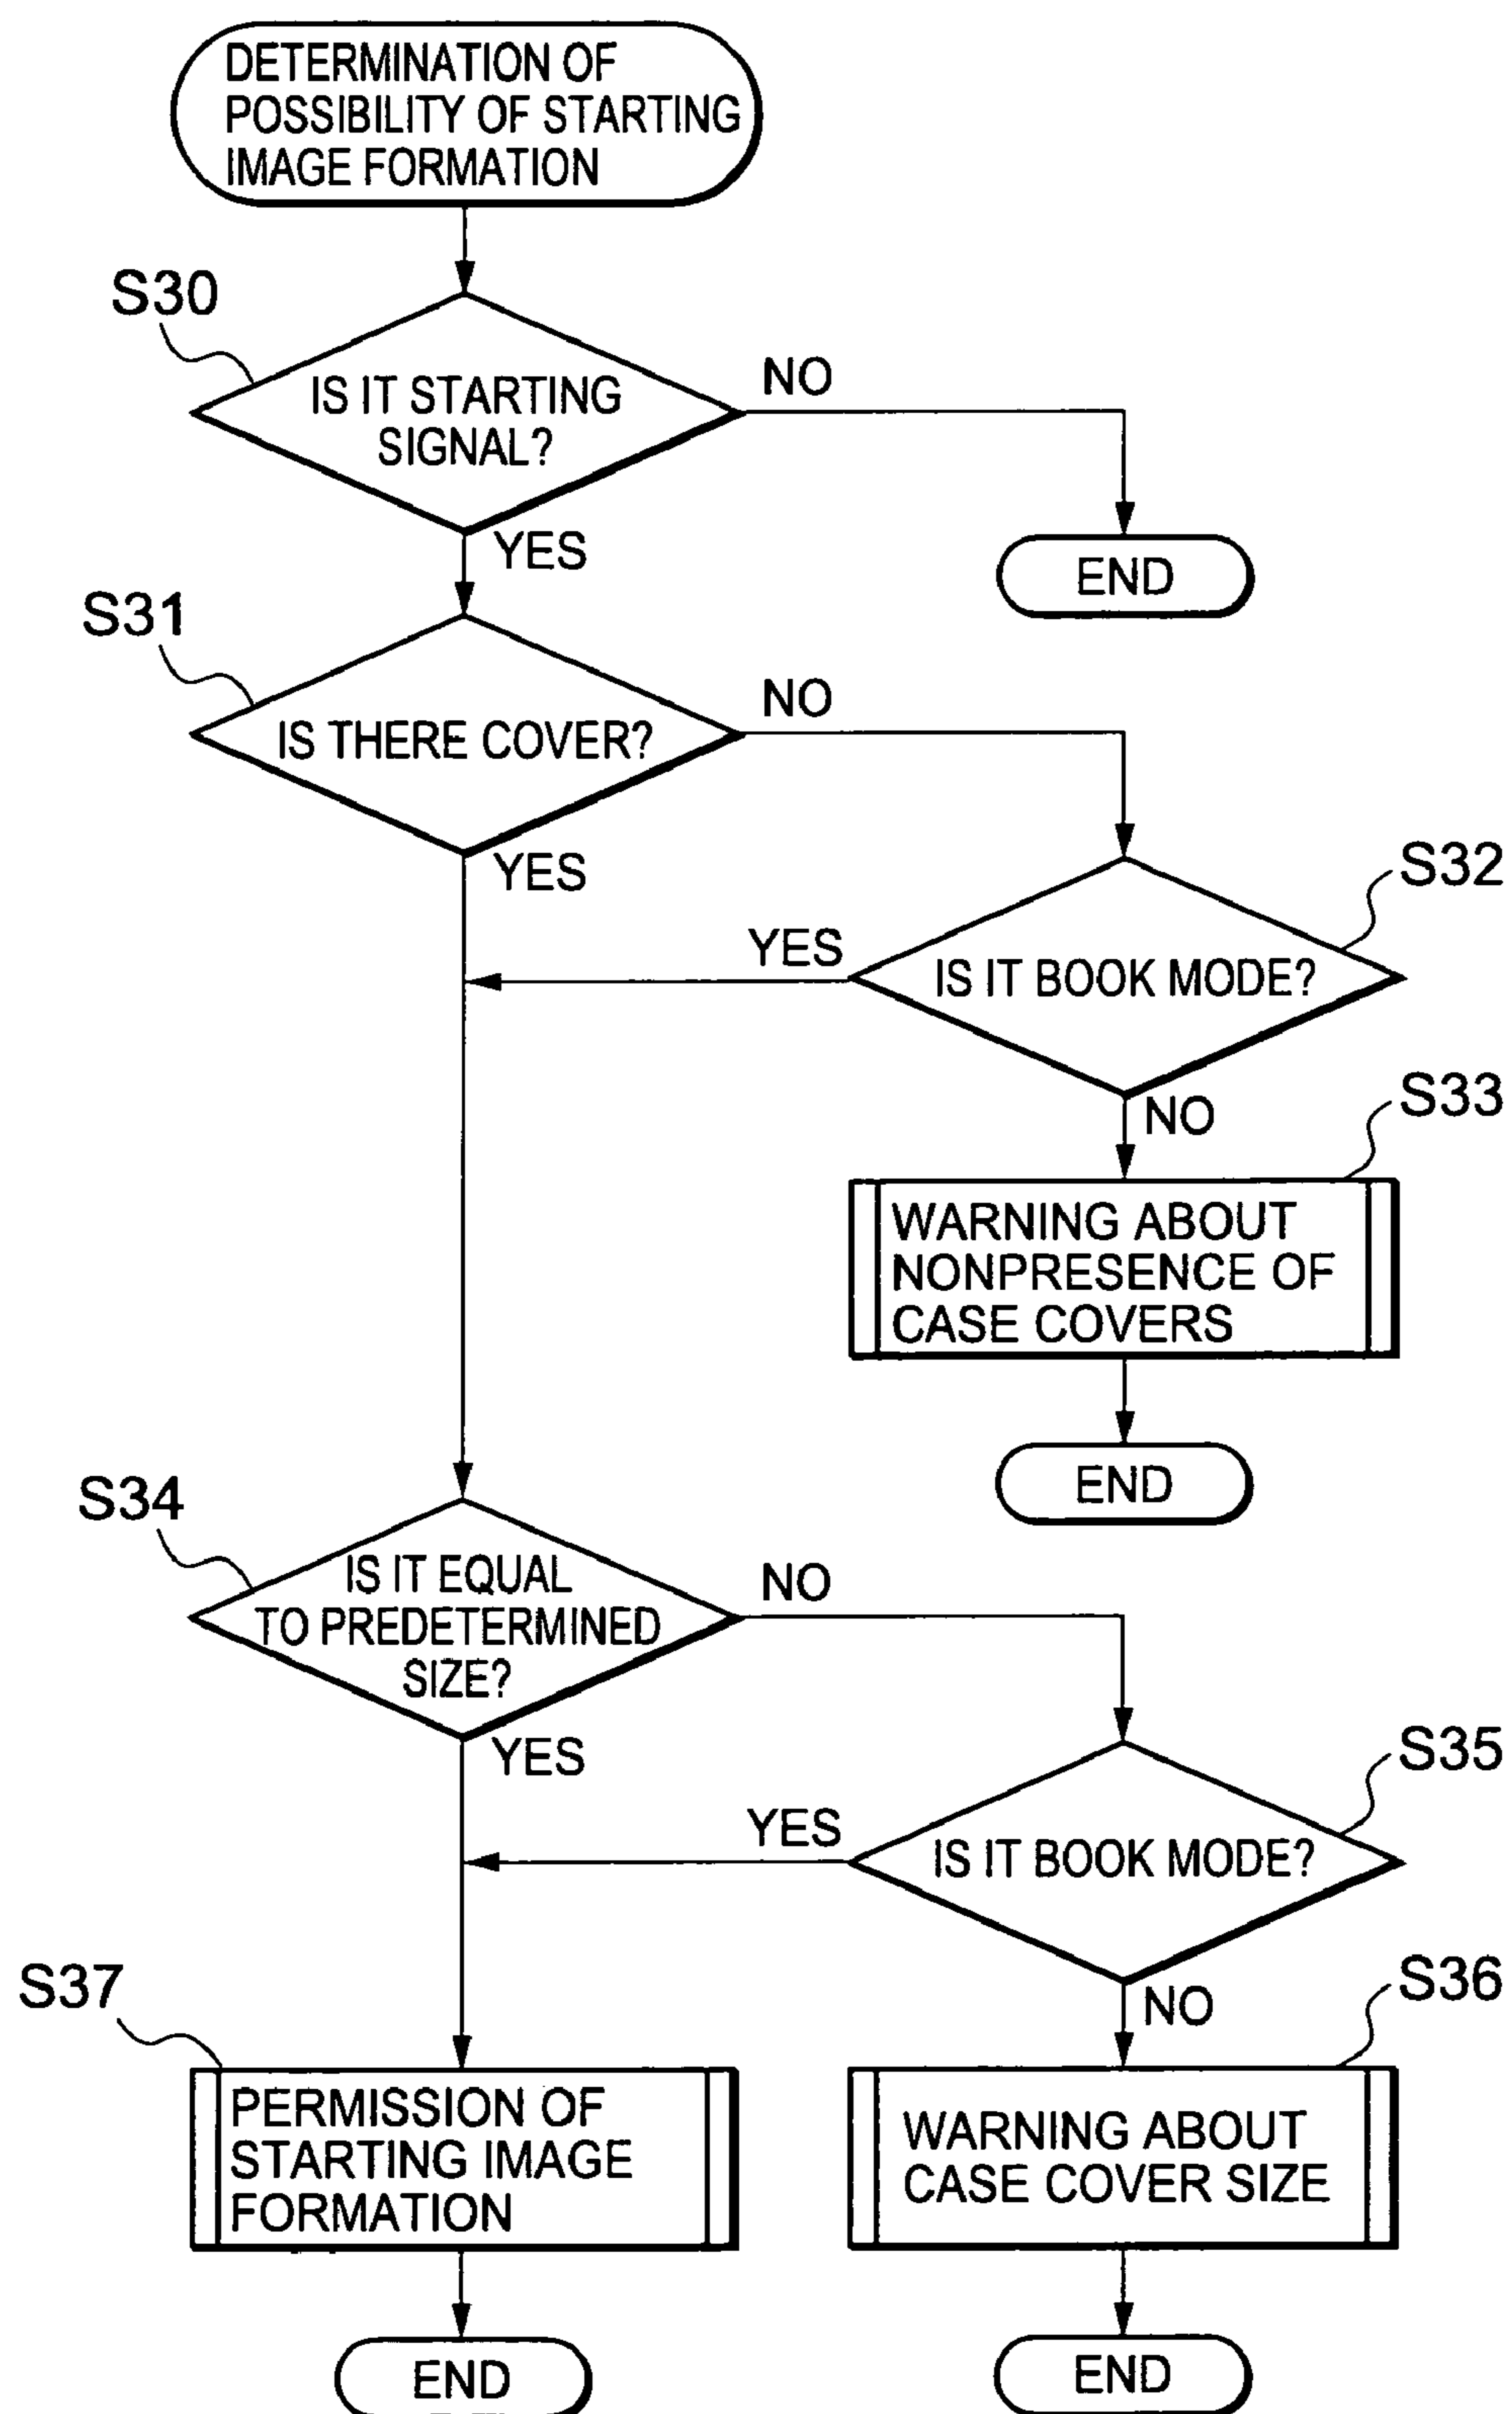 DETERMINATION OF
POSSIBILITY OF STARTING
IMAGE FORMATION
S30
IS IT STARTING
SIGNAL?
NO
YES
END
S31
IS THERE COVER?
NO
YES
S32
IS IT BOOK MODE?
YES
NO
S33
WARNING ABOUT
NONPRESENCE OF
CASE COVERS
END
S34
IS IT EQUAL
TO PREDETERMINED
SIZE?
NO
YES
S35
IS IT BOOK MODE?
YES
NO
S37
PERMISSION OF
STARTING IMAGE
FORMATION
S36
WARNING ABOUT
CASE COVER SIZE
END
END